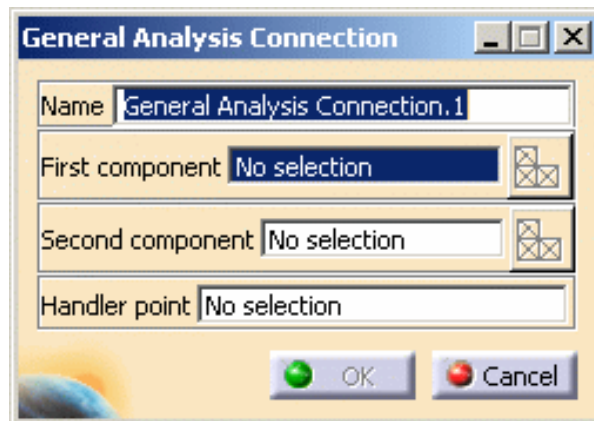 General Analysis Connection
Name General Analysis Connection.1
First component No selection
Second component No selection
Handler point No selection
OK Cancel